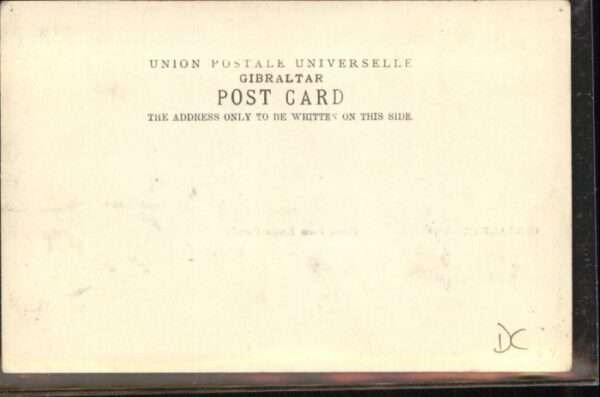 UNION POSTALE UNIVERSELLE
GIBRALTAR
POST CARD
THE ADDRESS ONLY TO BE WRITTEN ON THIS SIDE.
DC